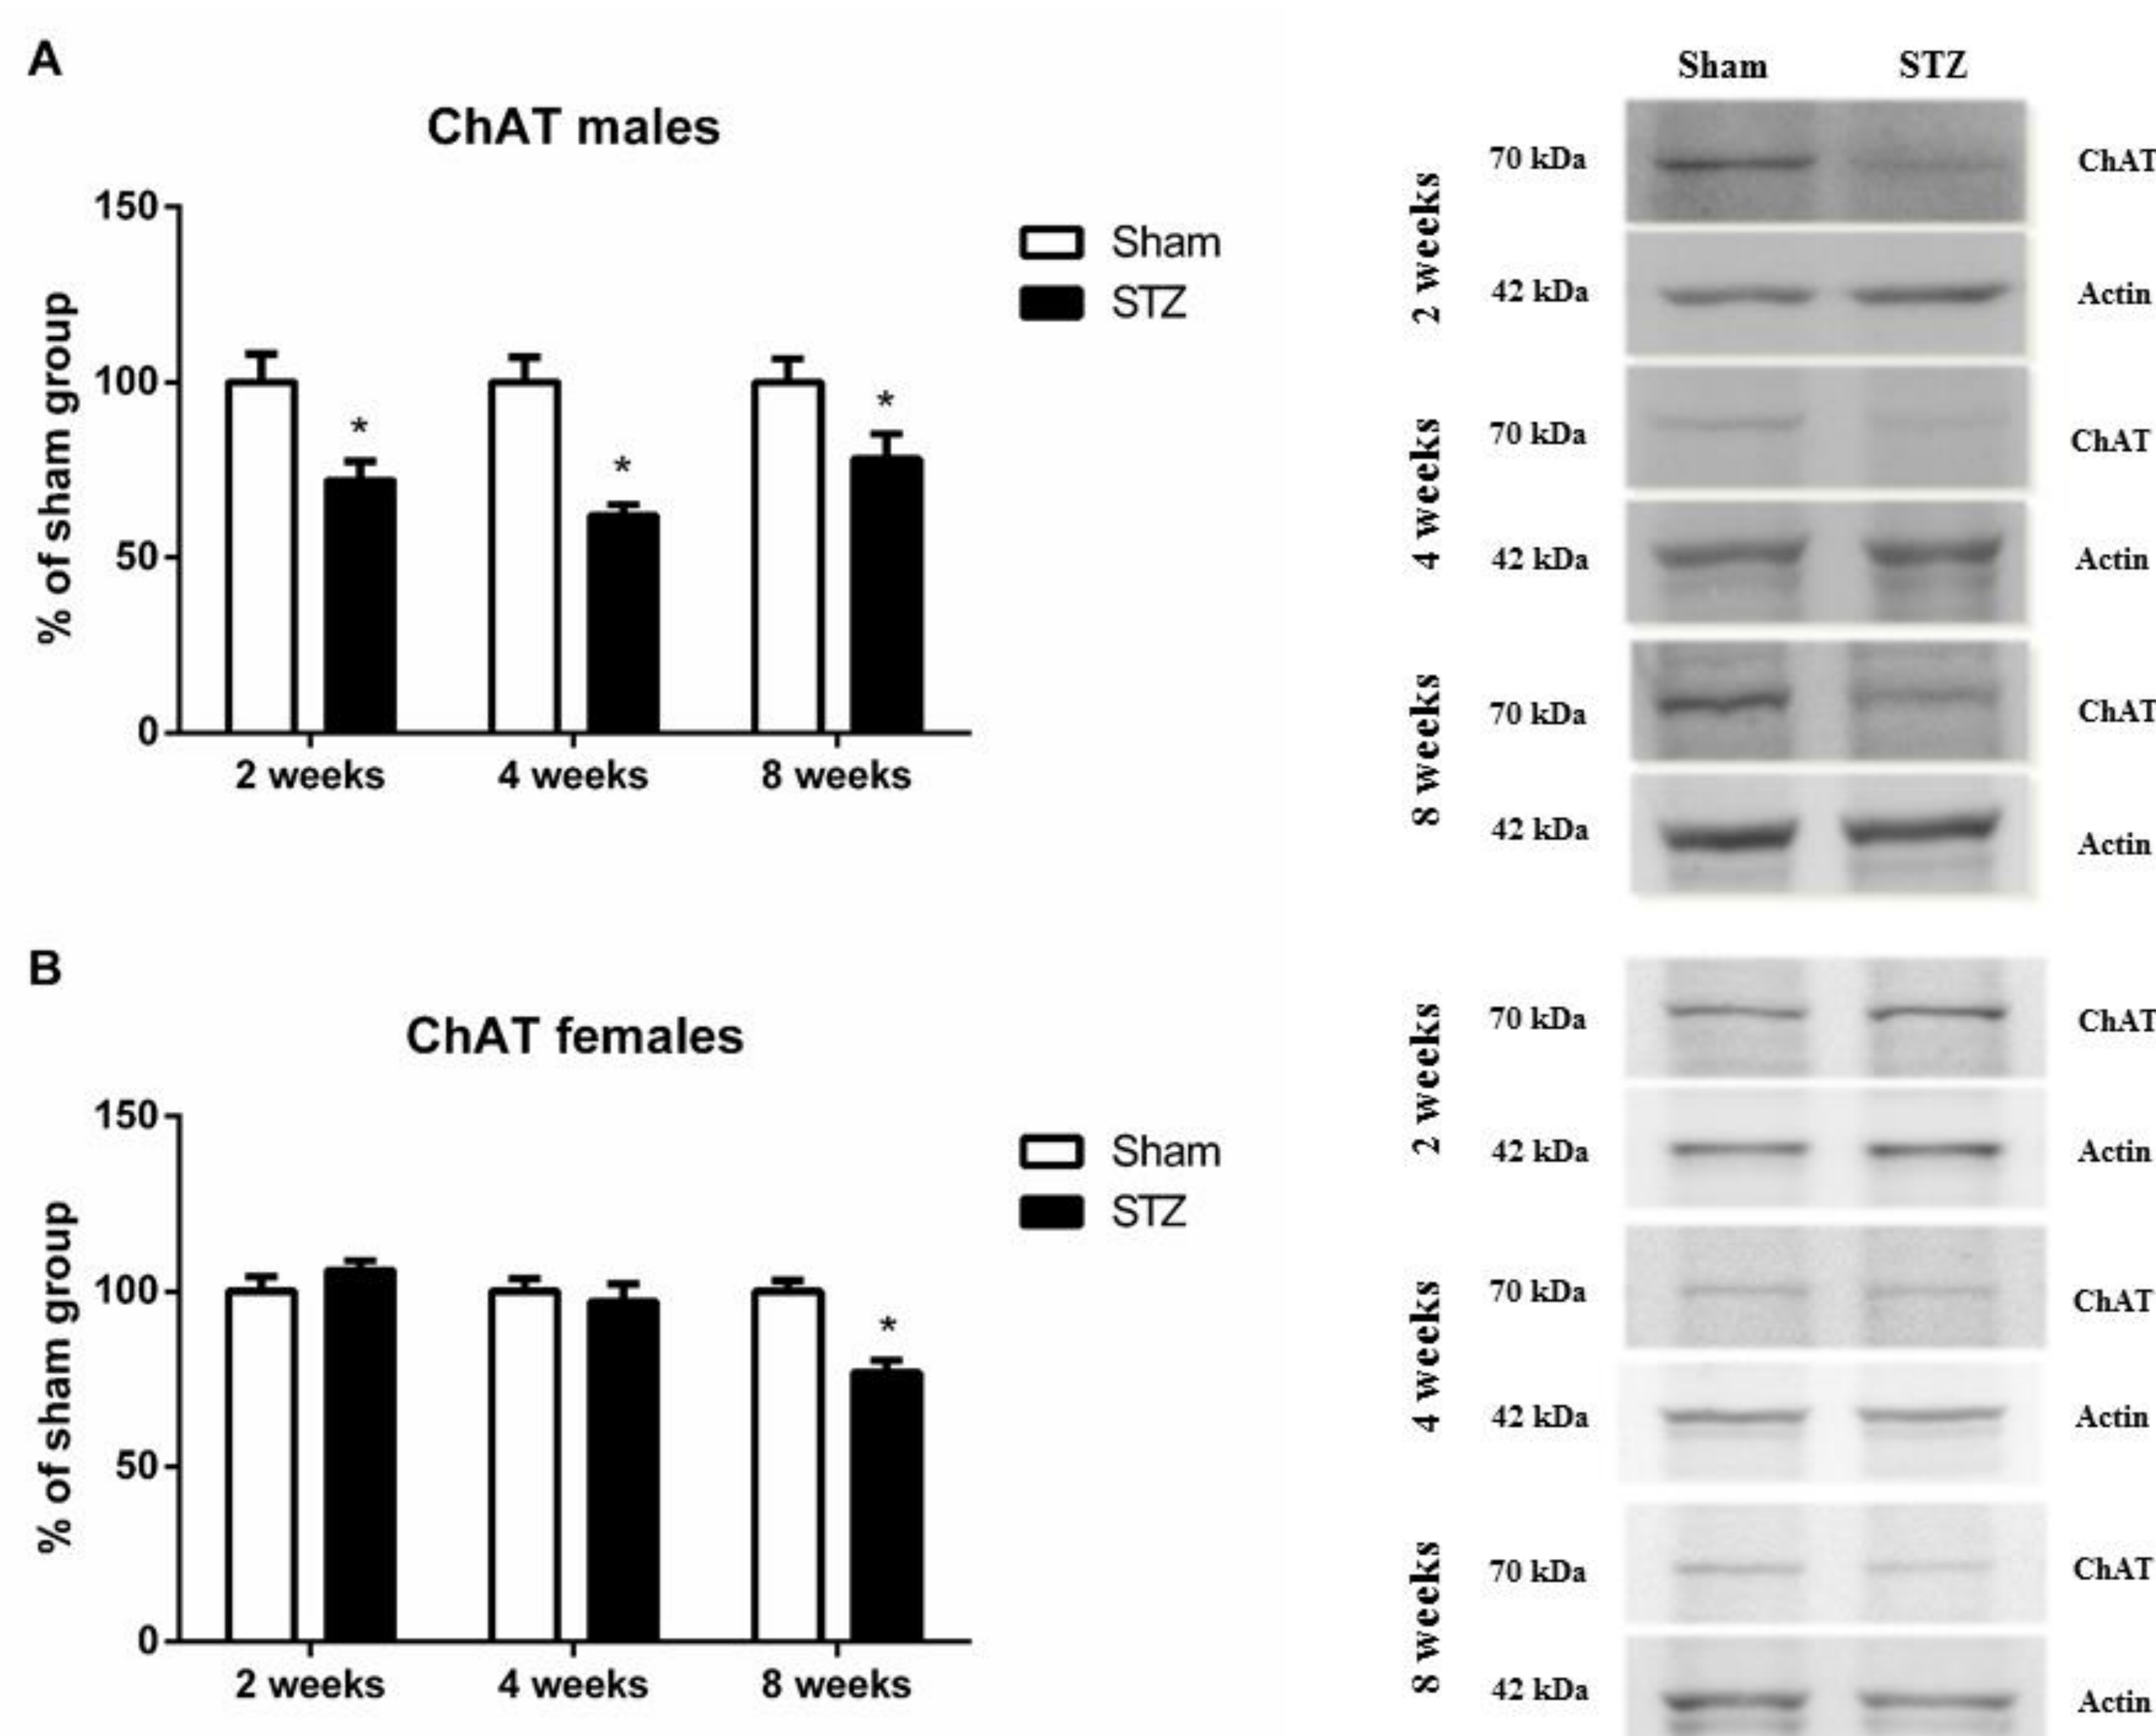 A
ChAT males
% of sham group
150
100
50
0
* * *
2 weeks 4 weeks 8 weeks
Sham
STZ
Sham STZ
2 weeks
70 kDa ChAT
42 kDa Actin
4 weeks
70 kDa ChAT
42 kDa Actin
8 weeks
70 kDa ChAT
42 kDa Actin
B
ChAT females
% of sham group
150
100
50
0
*
2 weeks 4 weeks 8 weeks
Sham
STZ
2 weeks
70 kDa ChAT
42 kDa Actin
4 weeks
70 kDa ChAT
42 kDa Actin
8 weeks
70 kDa ChAT
42 kDa Actin